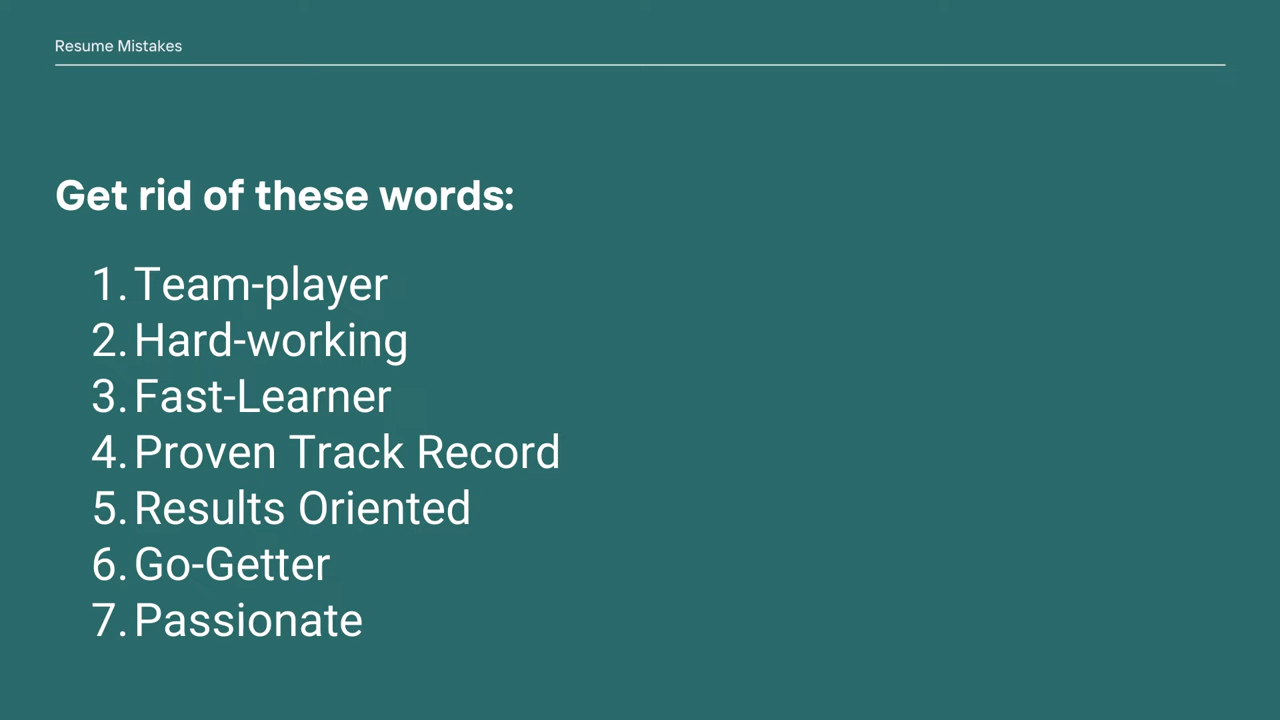 Resume Mistakes
Get rid of these words:
1. Team-player
2. Hard-working
3. Fast-Learner
4. Proven Track Record
5. Results Oriented
6. Go-Getter
7. Passionate